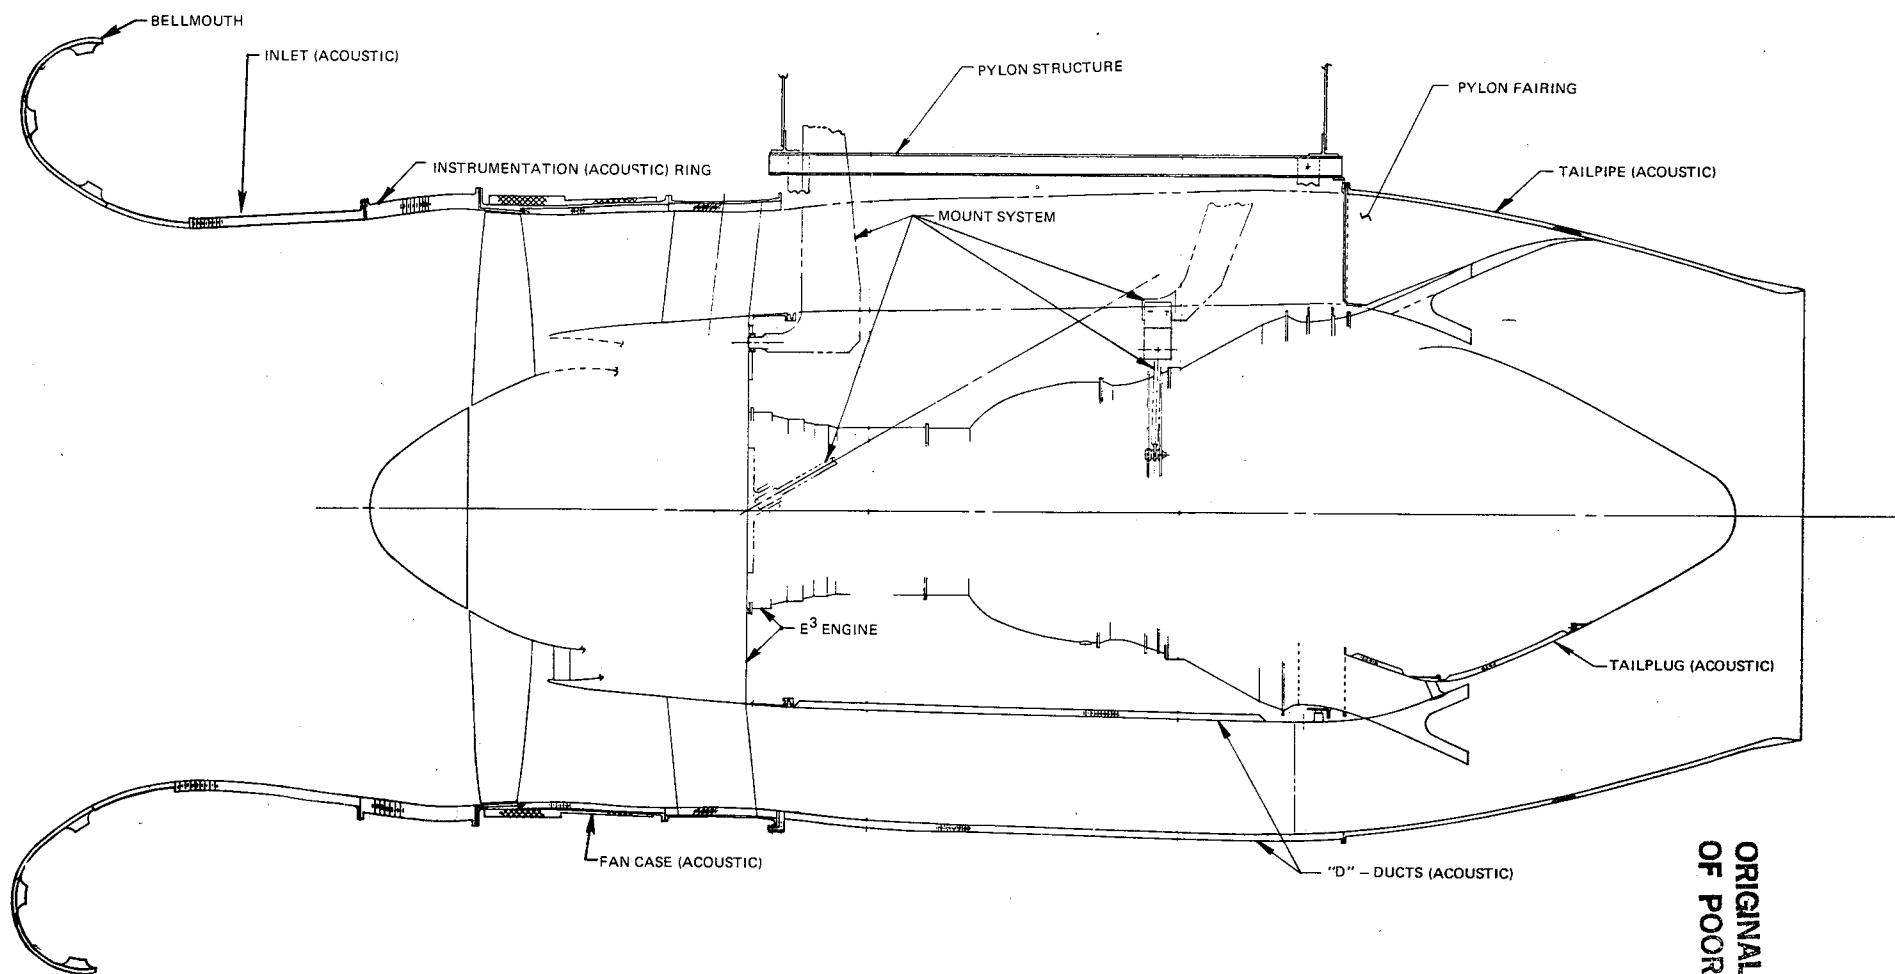 BELLMOUTH
INLET (ACOUSTIC)
PYLON STRUCTURE
PYLON FAIRING
INSTRUMENTATION (ACOUSTIC) RING
TAILPIPE (ACOUSTIC)
MOUNT SYSTEM
E³ ENGINE
TAILPLUG (ACOUSTIC)
FAN CASE (ACOUSTIC)
"D" – DUCTS (ACOUSTIC)
ORIGINAL
OF POOR